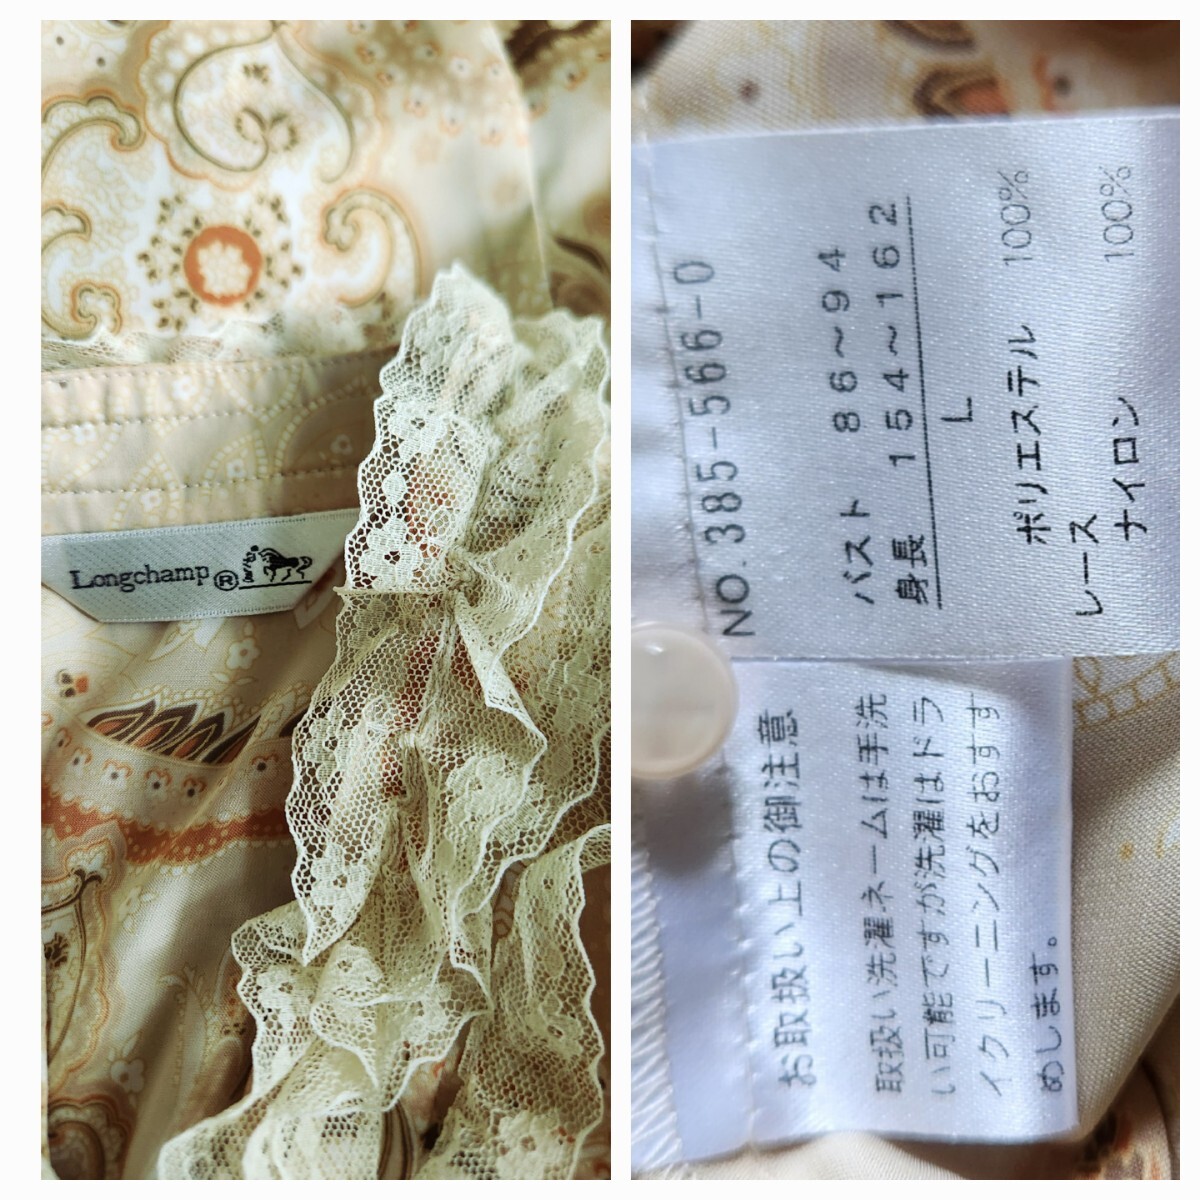 Longchamp®
NO.385-566-0
バスト 86~94
身長 154~162
L
ポリエステル 100%
レース
ナイロン 100%
お取扱い上の御注意
取扱い洗濯ネームは手洗
い可能ですが洗濯はドラ
イクリーニングをおすす
めします。